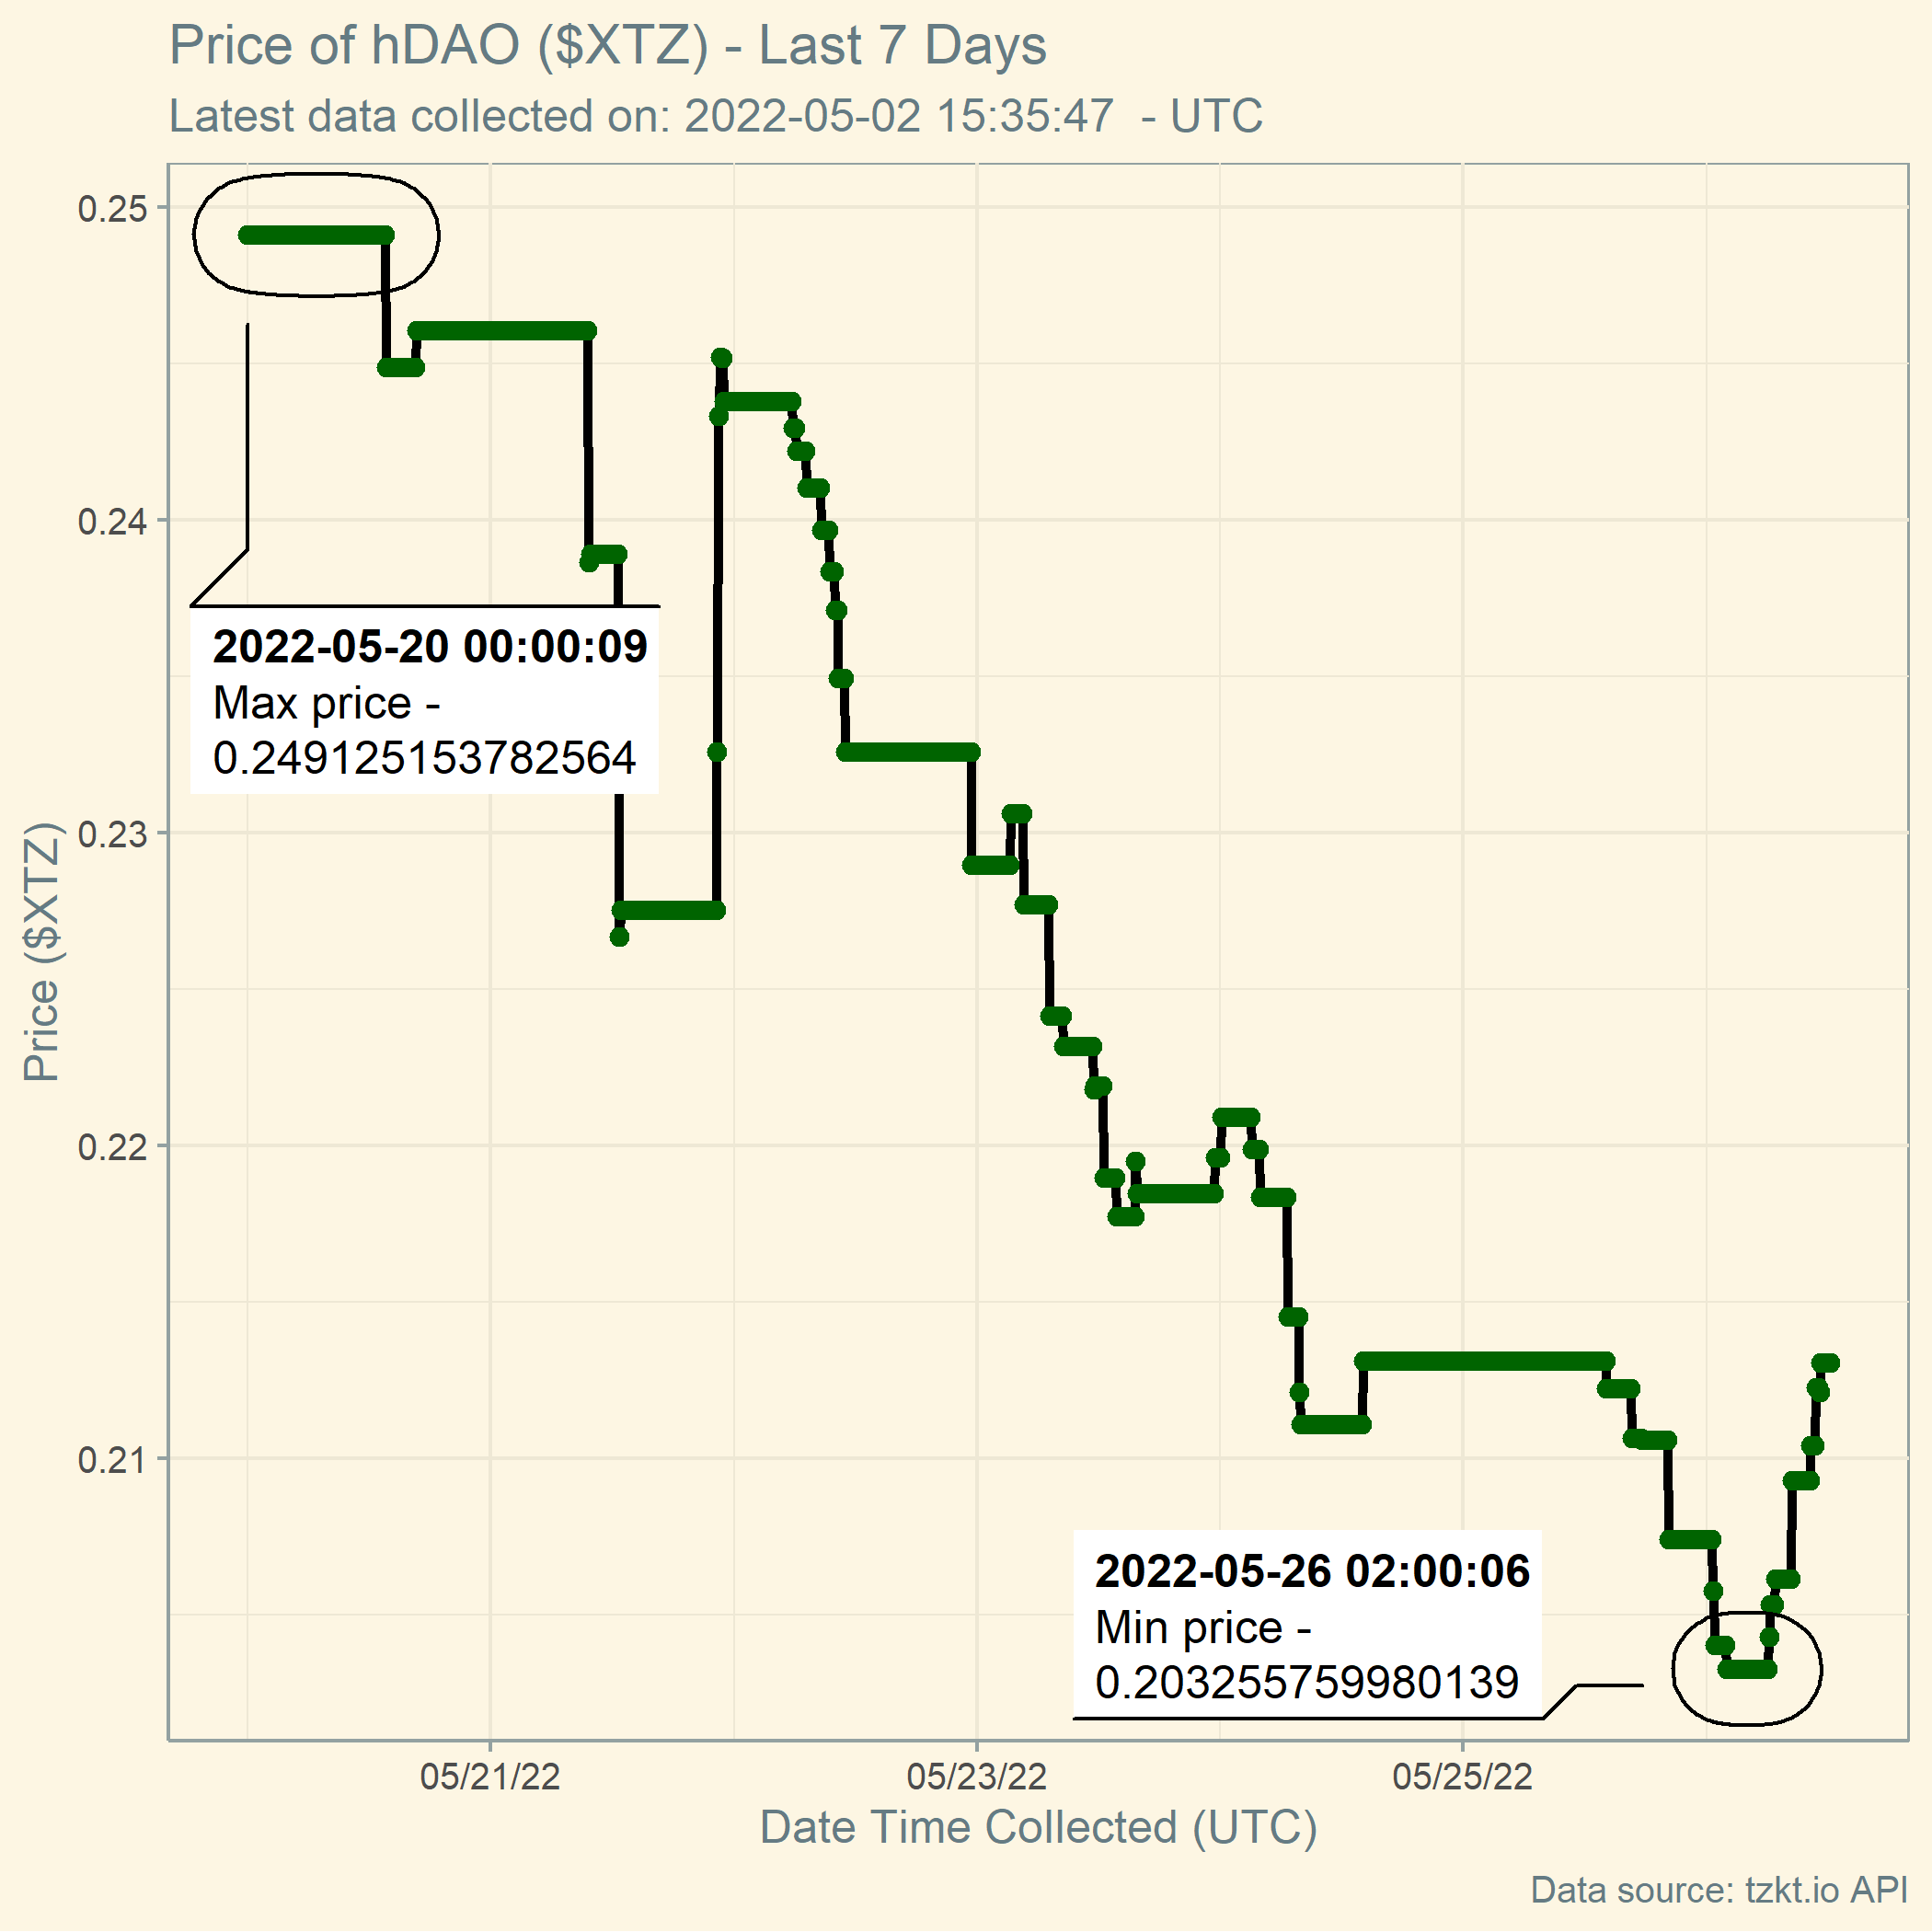 Price of hDAO ($XTZ) - Last 7 Days
Latest data collected on: 2022-05-02 15:35:47  - UTC
0.25
0.24
0.23
0.22
0.21
Price ($XTZ)
2022-05-20 00:00:09
Max price -
0.249125153782564
2022-05-26 02:00:06
Min price -
0.203255759980139
05/21/22
05/23/22
05/25/22
Date Time Collected (UTC)
Data source: tzkt.io API